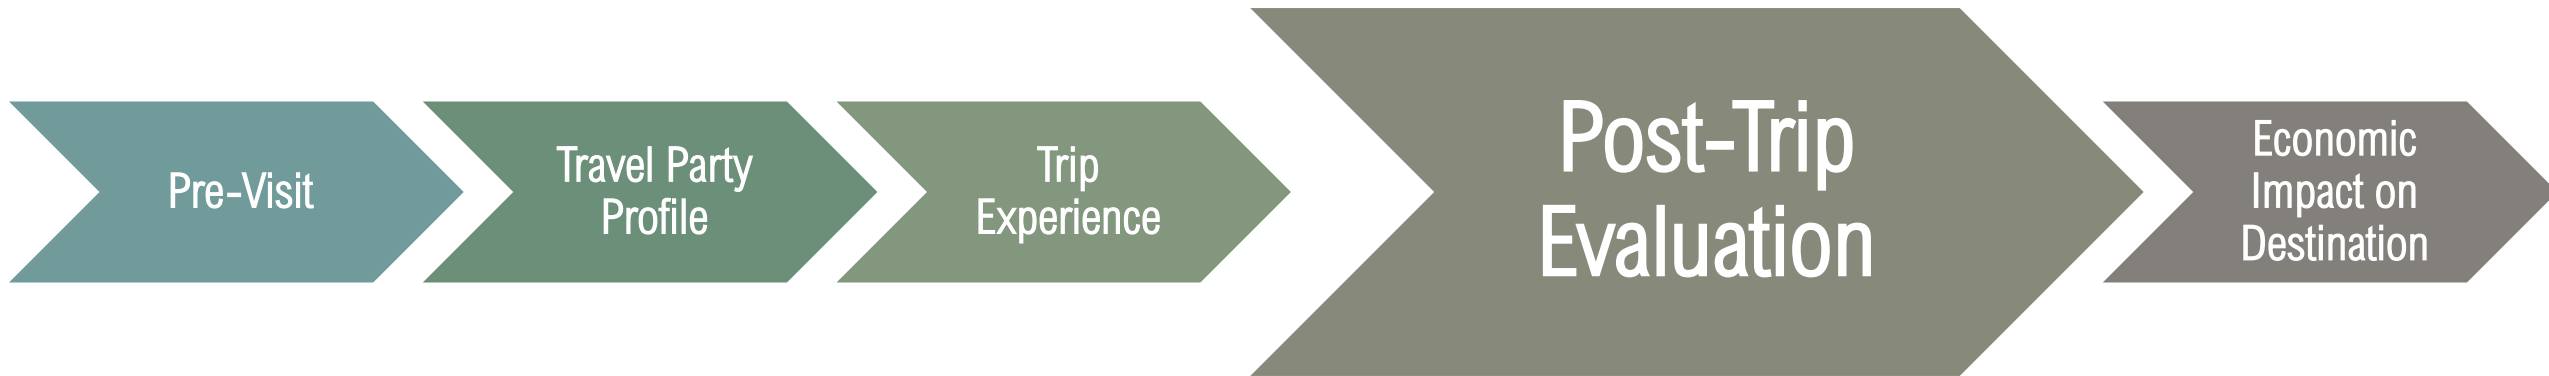 Pre-Visit
Travel Party
Profile
Trip
Experience
Post-Trip
Evaluation
Economic
Impact on
Destination